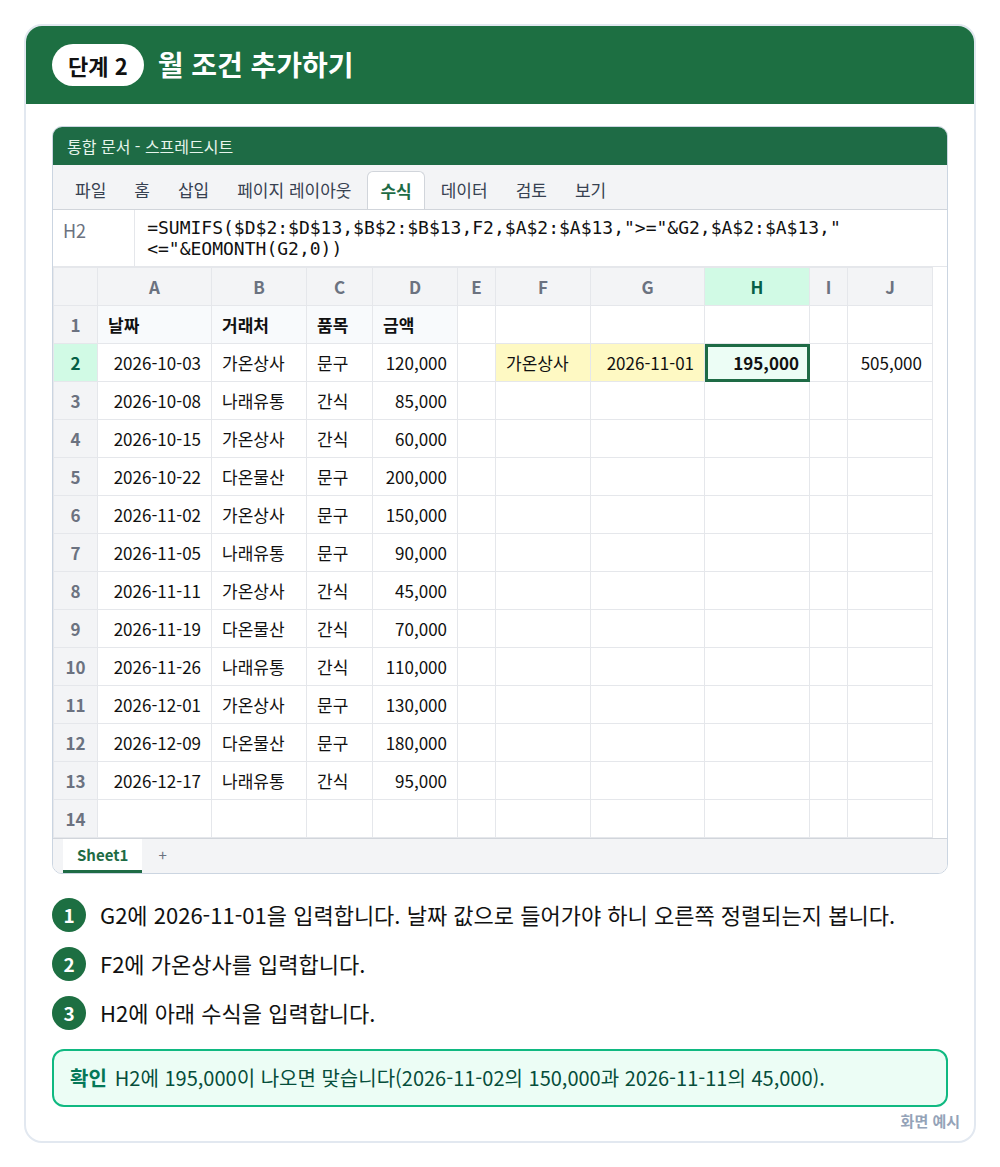 단계 2 월 조건 추가하기
통합 문서 - 스프레드시트
파일 홈 삽입 페이지 레이아웃 수식 데이터 검토 보기
H2 =SUMIFS($D$2:$D$13,$B$2:$B$13,F2,$A$2:$A$13,">="&G2,$A$2:$A$13,"
<="&EOMONTH(G2,0))
A B C D E F G H I J
1 날짜 거래처 품목 금액
2 2026-10-03 가온상사 문구 120,000 가온상사 2026-11-01 195,000 505,000
3 2026-10-08 나래유통 간식 85,000
4 2026-10-15 가온상사 간식 60,000
5 2026-10-22 다온물산 문구 200,000
6 2026-11-02 가온상사 문구 150,000
7 2026-11-05 나래유통 문구 90,000
8 2026-11-11 가온상사 간식 45,000
9 2026-11-19 다온물산 간식 70,000
10 2026-11-26 나래유통 간식 110,000
11 2026-12-01 가온상사 문구 130,000
12 2026-12-09 다온물산 문구 180,000
13 2026-12-17 나래유통 간식 95,000
14
Sheet1 +
1 G2에 2026-11-01을 입력합니다. 날짜 값으로 들어가야 하니 오른쪽 정렬되는지 봅니다.
2 F2에 가온상사를 입력합니다.
3 H2에 아래 수식을 입력합니다.
확인 H2에 195,000이 나오면 맞습니다(2026-11-02의 150,000과 2026-11-11의 45,000).
화면 예시